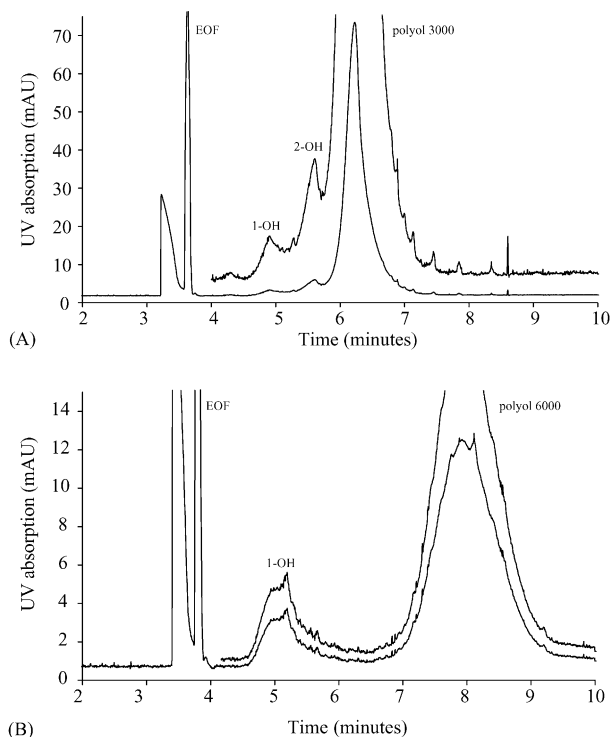 EOF
polyol 3000
2-OH
1-OH
UV absorption (mAU)
70
60
50
40
30
20
10
0
2 3 4 5 6 7 8 9 10
Time (minutes)
(A)
EOF
polyol 6000
1-OH
UV absorption (mAU)
14
12
10
8
6
4
2
0
2 3 4 5 6 7 8 9 10
Time (minutes)
(B)